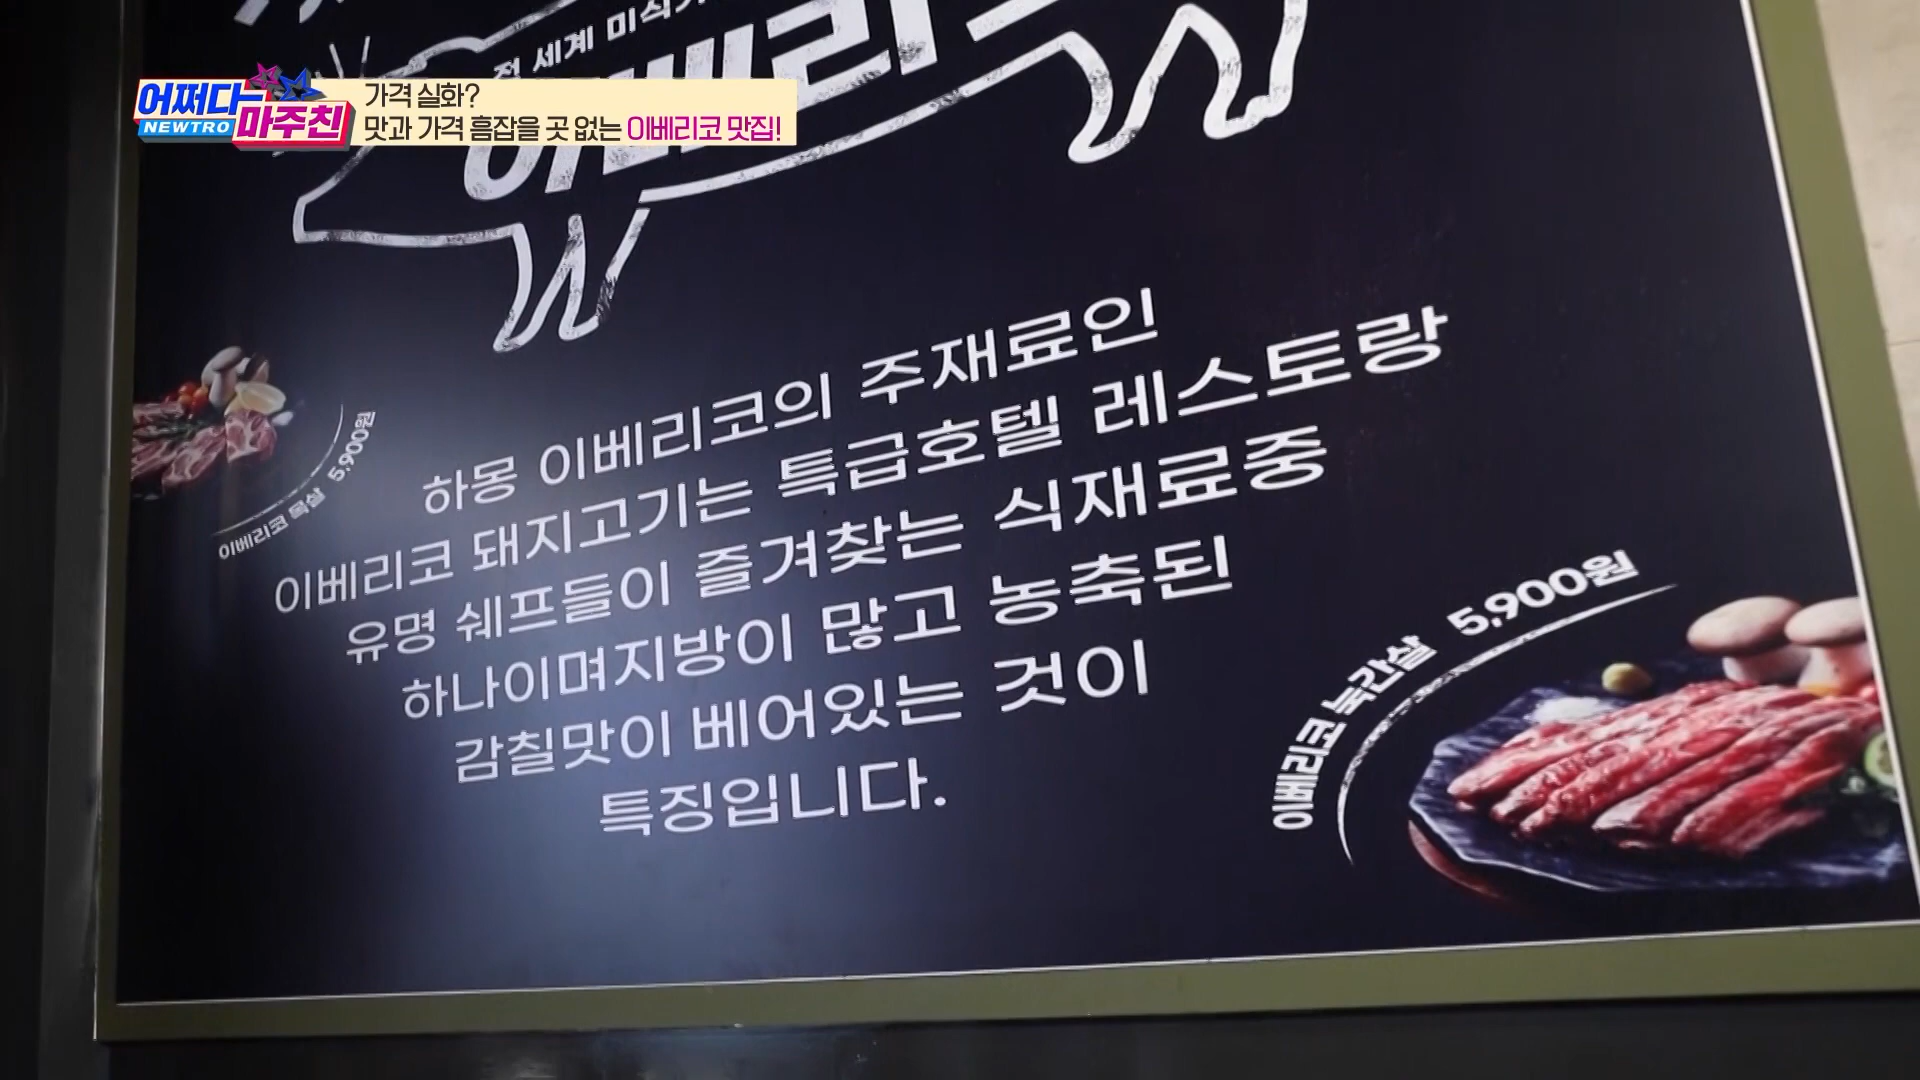 어쩌다
NEWTRO 마주친
가격 실화?
맛과 가격 흠잡을 곳 없는 이베리코 맛집!
전 세계 미식가
이베리코
하몽 이베리코의 주재료인
이베리코 돼지고기는 특급호텔 레스토랑
유명 쉐프들이 즐겨찾는 식재료중
하나이며지방이 많고 농축된
감칠맛이 베어있는 것이
특징입니다.
이베리코 목살 5,900원
이베리코 늑간살 5,900원